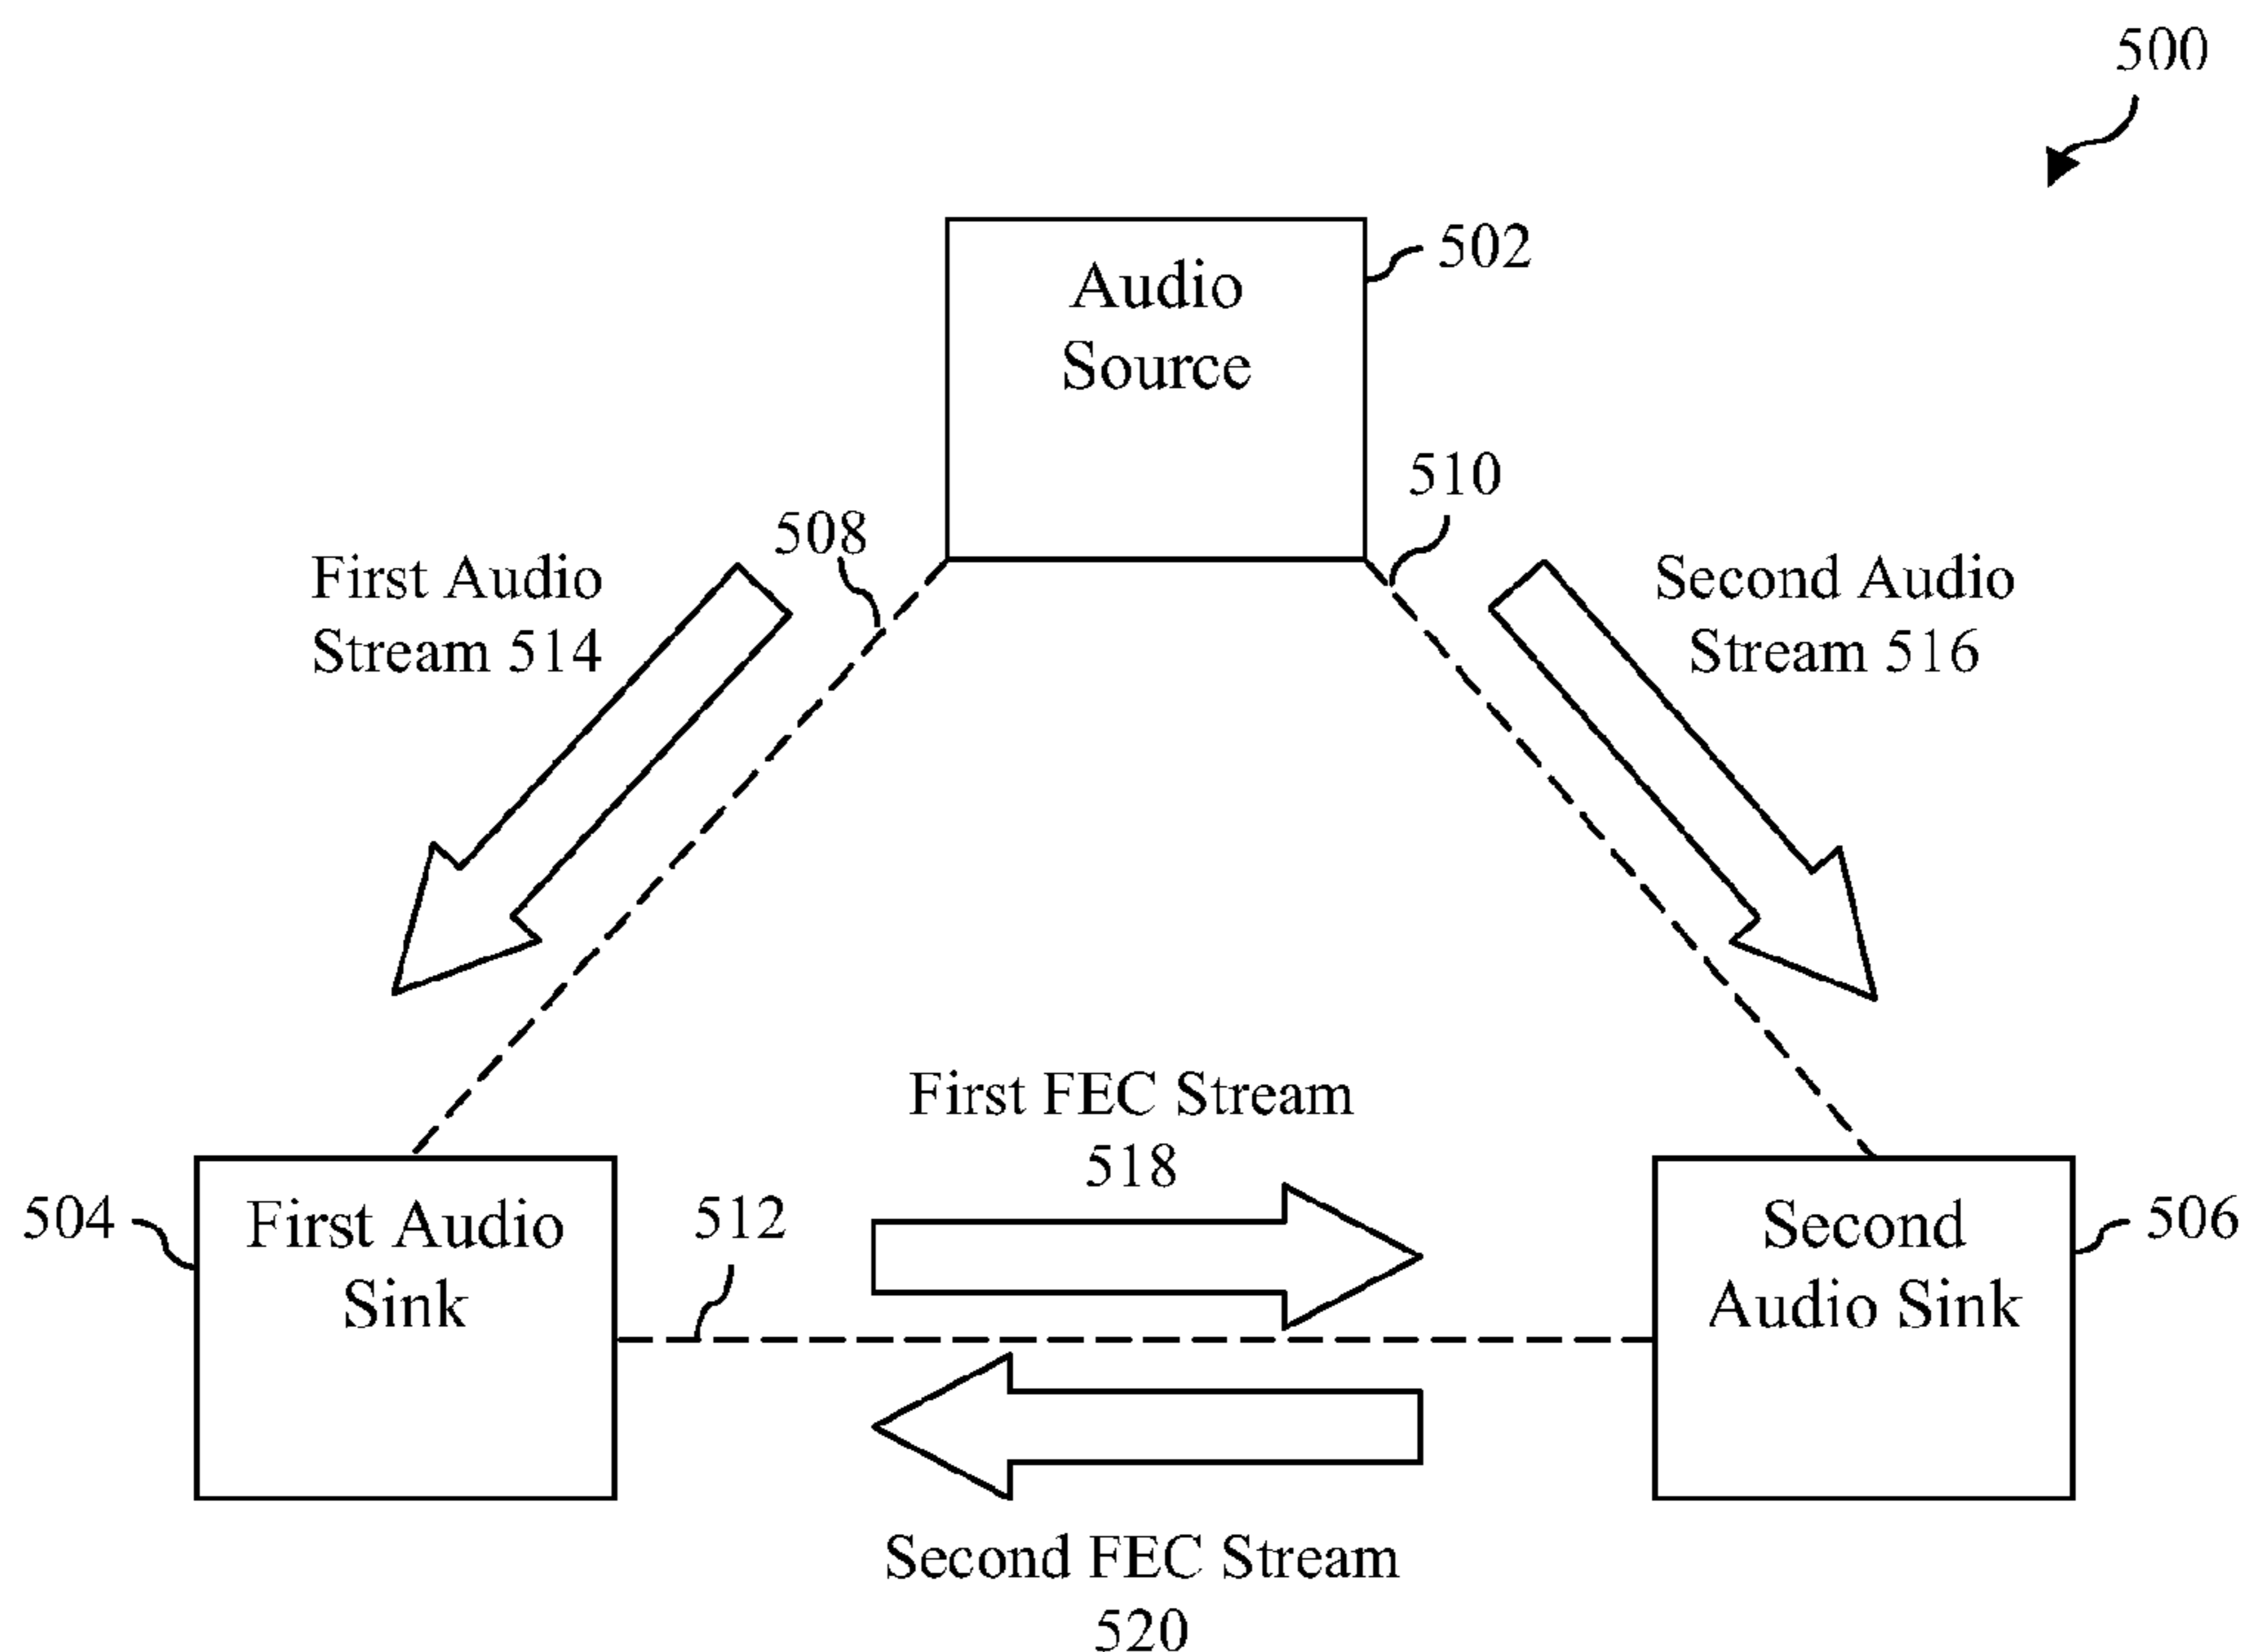 500
Audio
Source
502
510
508
First Audio
Stream 514
Second Audio
Stream 516
First FEC Stream
518
504
First Audio
Sink
512
Second
Audio Sink
506
Second FEC Stream
520